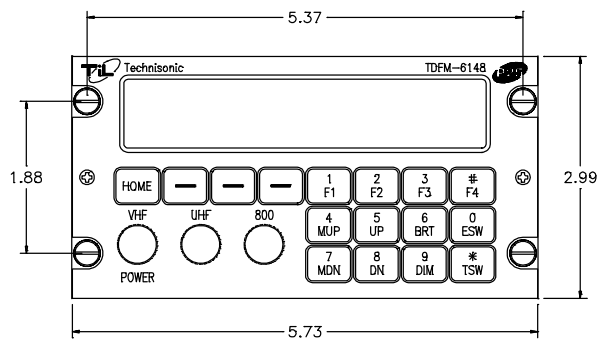 5.37
TiL Technisonic TDFM-6148
1.88
2.99
HOME
1 2 3 #
F1 F2 F3 F4
VHF UHF 800
4 5 6 0
MUP UP BRT ESW
7 8 9 *
MDN DN DIM TSW
POWER
5.73